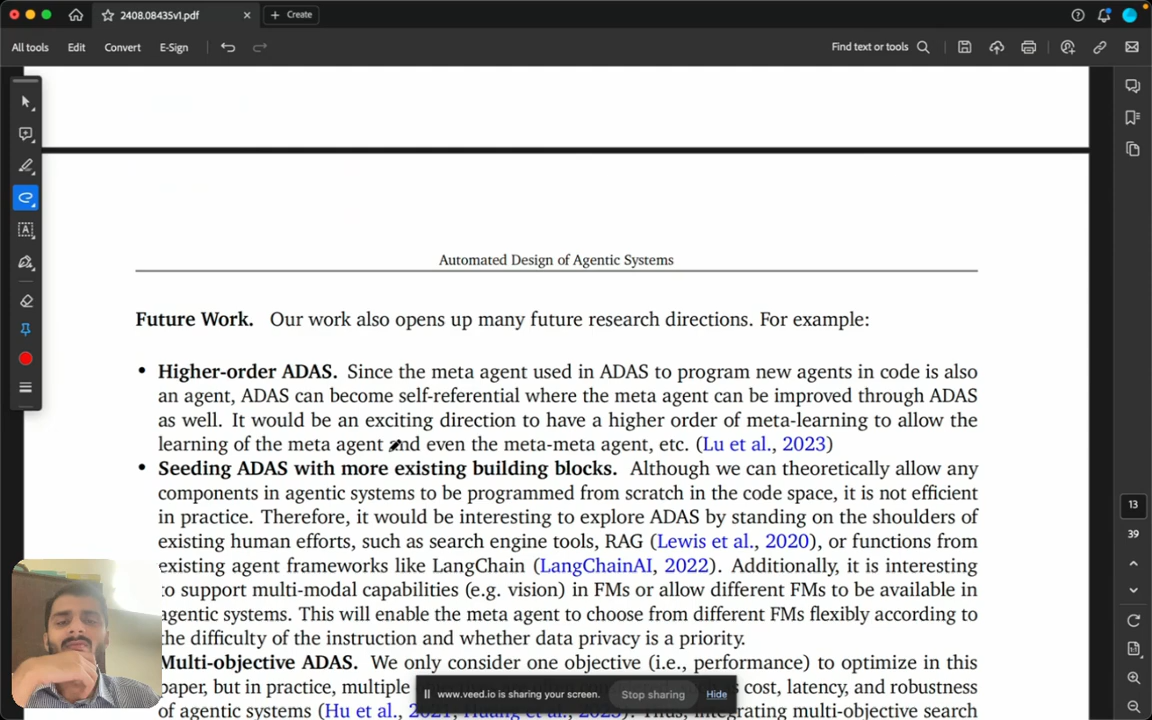 2408.08435v1.pdf
Create
All tools Edit Convert E-Sign
Find text or tools
Automated Design of Agentic Systems
Future Work. Our work also opens up many future research directions. For example:
• Higher-order ADAS. Since the meta agent used in ADAS to program new agents in code is also
an agent, ADAS can become self-referential where the meta agent can be improved through ADAS
as well. It would be an exciting direction to have a higher order of meta-learning to allow the
learning of the meta agent and even the meta-meta agent, etc. (Lu et al., 2023)
• Seeding ADAS with more existing building blocks. Although we can theoretically allow any
components in agentic systems to be programmed from scratch in the code space, it is not efficient
in practice. Therefore, it would be interesting to explore ADAS by standing on the shoulders of
existing human efforts, such as search engine tools, RAG (Lewis et al., 2020), or functions from
existing agent frameworks like LangChain (LangChainAI, 2022). Additionally, it is interesting
to support multi-modal capabilities (e.g. vision) in FMs or allow different FMs to be available in
agentic systems. This will enable the meta agent to choose from different FMs flexibly according to
the difficulty of the instruction and whether data privacy is a priority.
Multi-objective ADAS. We only consider one objective (i.e., performance) to optimize in this
paper, but in practice, multiple cost, latency, and robustness
of agentic systems (Hu et al., integrating multi-objective search
www.veed.io is sharing your screen. Stop sharing Hide
13
39